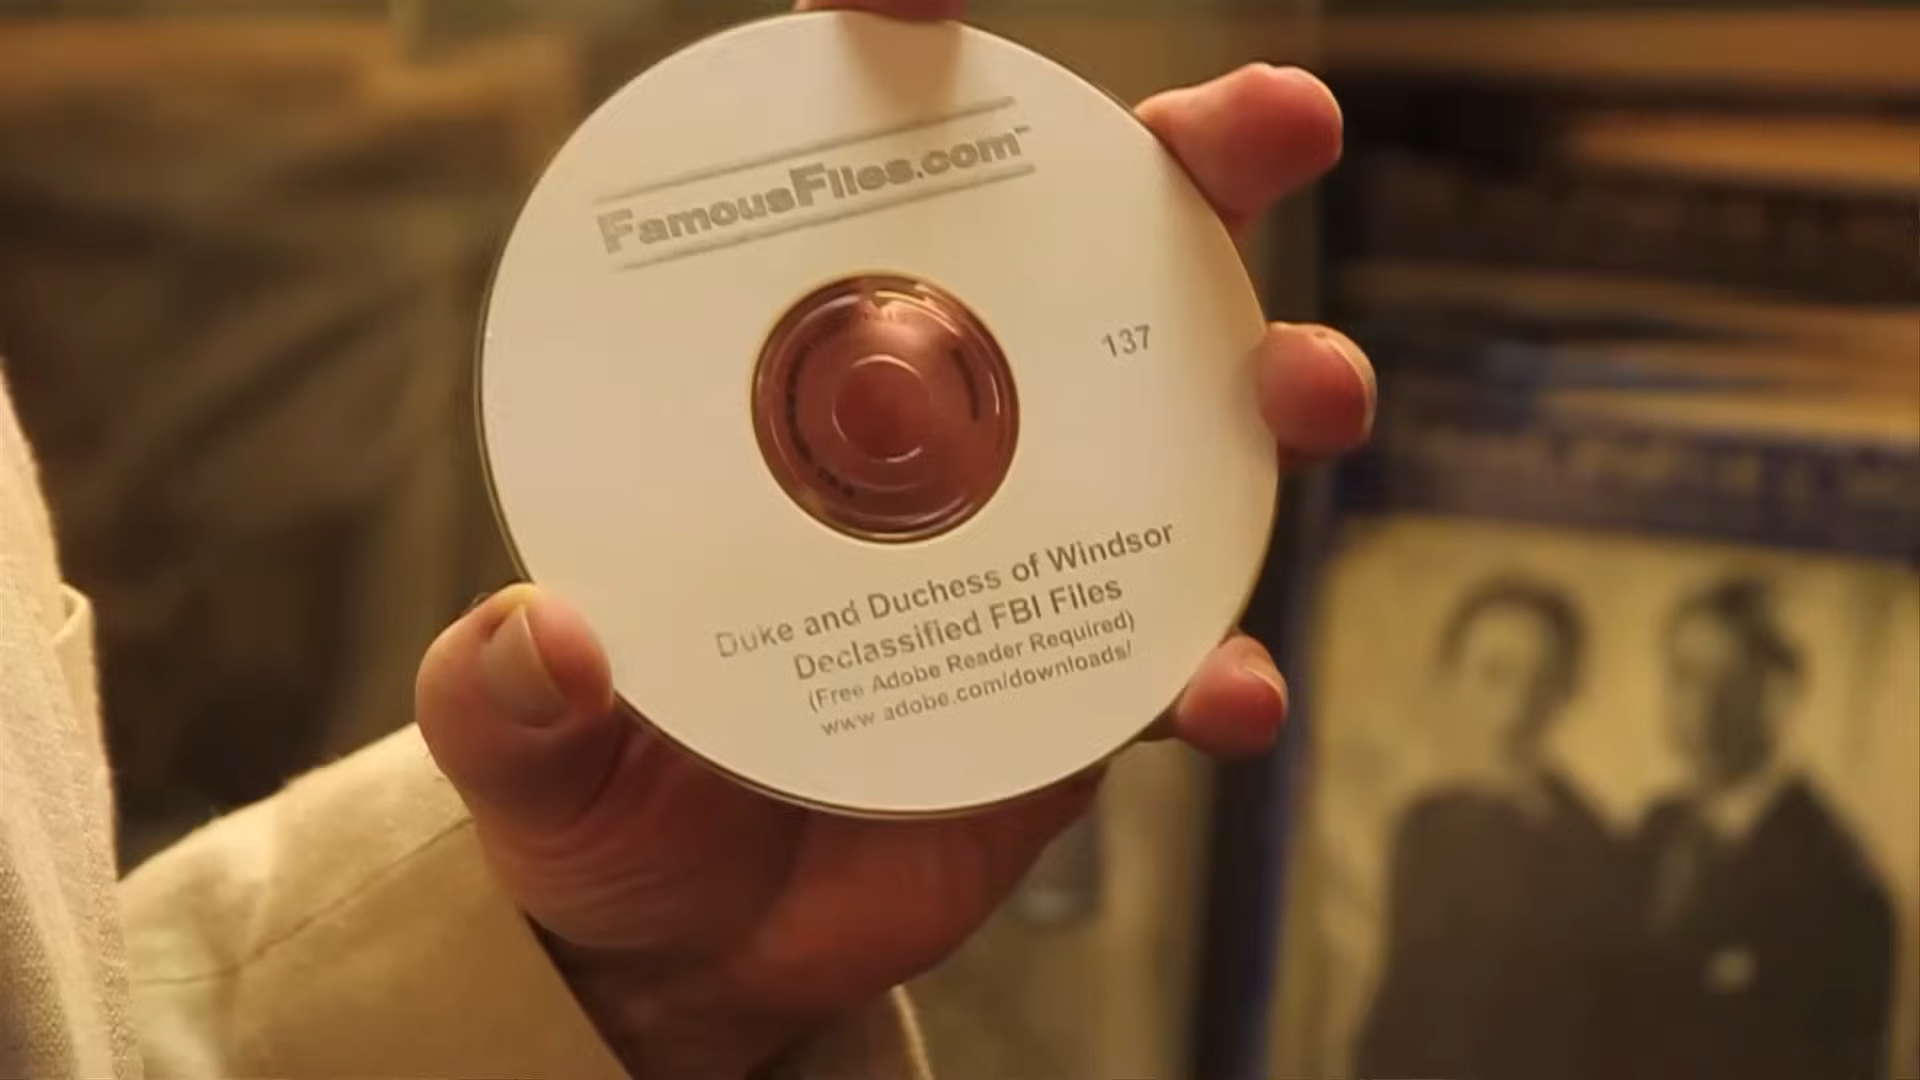 FamousFiles.com™
137
Duke and Duchess of Windsor
Declassified FBI Files
(Free Adobe Reader Required)
www.adobe.com/downloads/